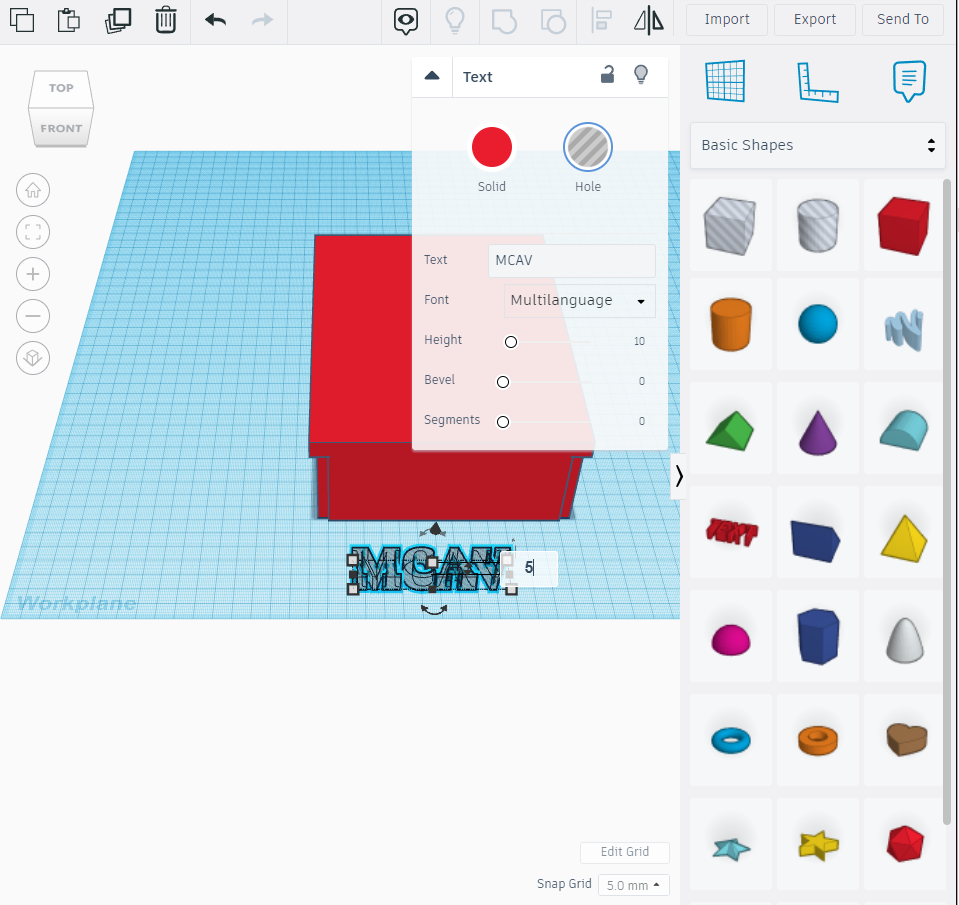 Import Export Send To
Text
TOP
FRONT
Solid Hole
Basic Shapes
Text MCAV
Font Multilanguage
Height 10
Bevel 0
Segments 0
TEXT
MCAV
5
Workplane
Edit Grid
Snap Grid 5.0 mm